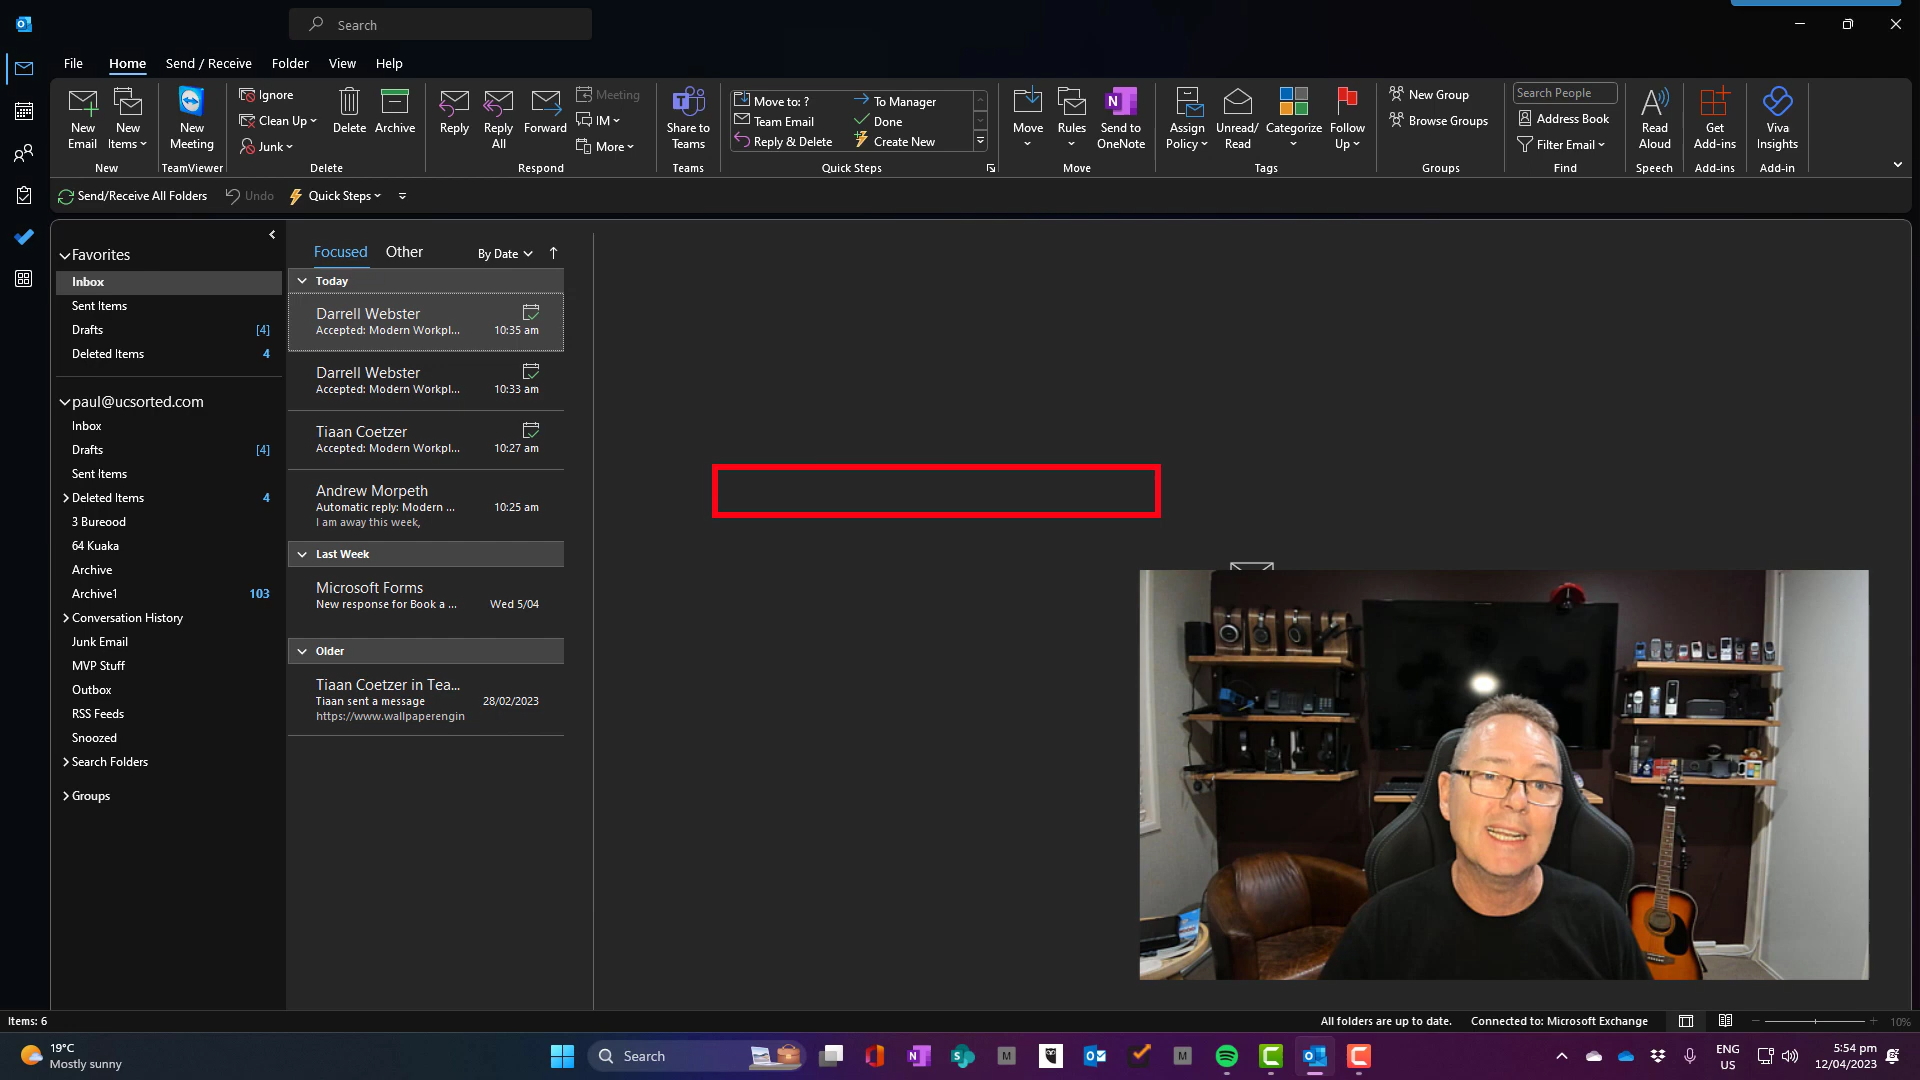 Search
File Home Send / Receive Folder View Help
New Email
New Items
New
New Meeting
TeamViewer
Ignore
Clean Up
Junk
Delete
Archive
Delete
Reply
Reply All
Forward
Meeting
IM
More
Respond
Share to Teams
Teams
Move to: ?
Team Email
Reply & Delete
To Manager
Done
Create New
Quick Steps
Move
Rules
Send to OneNote
Move
Assign Policy
Unread/ Read
Categorize
Follow Up
Tags
New Group
Browse Groups
Groups
Search People
Address Book
Filter Email
Find
Read Aloud
Speech
Get Add-ins
Add-ins
Viva Insights
Add-in
Send/Receive All Folders Undo Quick Steps
Favorites
Inbox
Sent Items
Drafts [4]
Deleted Items 4
paul@ucsorted.com
Inbox
Drafts [4]
Sent Items
Deleted Items 4
3 Bureood
64 Kuaka
Archive
Archive1 103
Conversation History
Junk Email
MVP Stuff
Outbox
RSS Feeds
Snoozed
Search Folders
Groups
Focused Other By Date
Today
Darrell Webster
Accepted: Modern Workpl... 10:35 am
Darrell Webster
Accepted: Modern Workpl... 10:33 am
Tiaan Coetzer
Accepted: Modern Workpl... 10:27 am
Andrew Morpeth
Automatic reply: Modern ... 10:25 am
I am away this week,
Last Week
Microsoft Forms
New response for Book a ... Wed 5/04
Older
Tiaan Coetzer in Tea...
Tiaan sent a message 28/02/2023
https://www.wallpaperengin
Items: 6
All folders are up to date. Connected to: Microsoft Exchange 10%
19°C
Mostly sunny
Search
ENG
US
5:54 pm
12/04/2023